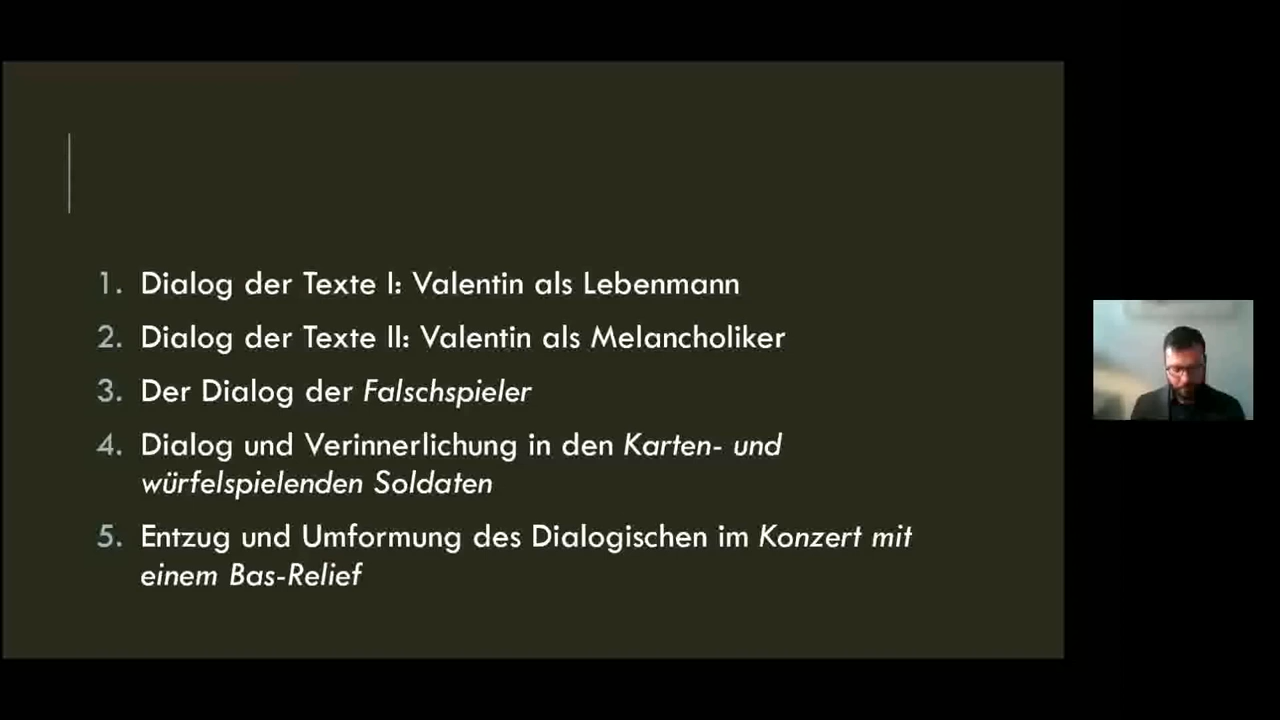 1. Dialog der Texte I: Valentin als Lebenmann
2. Dialog der Texte II: Valentin als Melancholiker
3. Der Dialog der Falschspieler
4. Dialog und Verinnerlichung in den Karten- und
würfelspielenden Soldaten
5. Entzug und Umformung des Dialogischen im Konzert mit
einem Bas-Relief